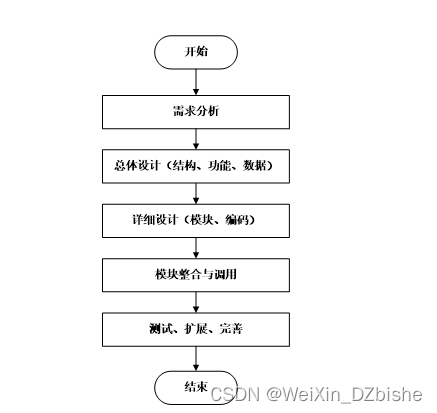 开始
需求分析
总体设计（结构、功能、数据）
详细设计（模块、编码）
模块整合与调用
测试、扩展、完善
结束
CSDN @WeiXin_DZbishe